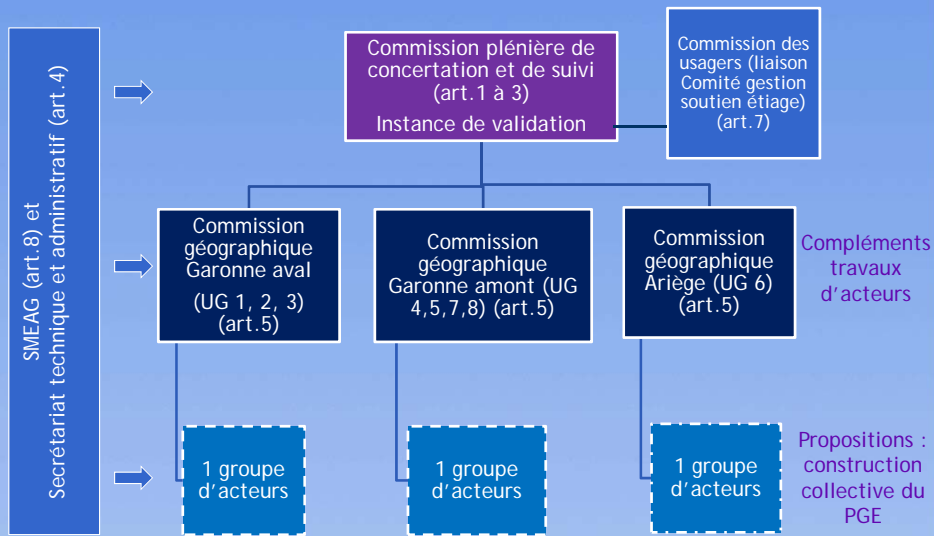 SMEAG (art.8) et
Secrétariat technique et administratif (art.4)
Commission plénière de
concertation et de suivi
(art.1 à 3)
Instance de validation
Commission des
usagers (liaison
Comité gestion
soutien étiage)
(art.7)
Commission
géographique
Garonne aval
(UG 1, 2, 3)
(art.5)
Commission
géographique
Garonne amont (UG
4,5,7,8) (art.5)
Commission
géographique
Ariège (UG 6)
(art.5)
Compléments
travaux
d'acteurs
1 groupe
d'acteurs
1 groupe
d'acteurs
1 groupe
d'acteurs
Propositions :
construction
collective du
PGE